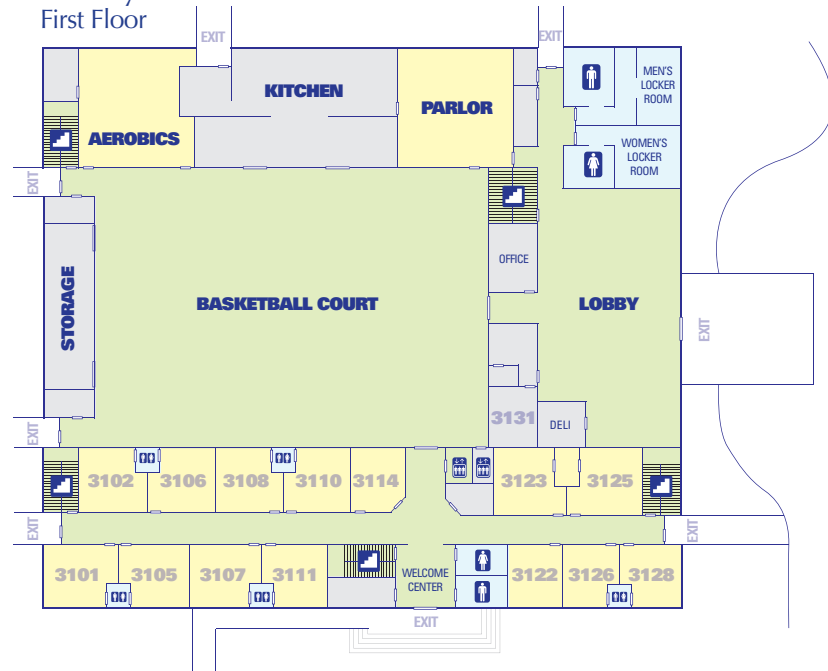 First Floor
EXIT
EXIT
KITCHEN
MEN'S
LOCKER
ROOM
PARLOR
AEROBICS
WOMEN'S
LOCKER
ROOM
EXIT
OFFICE
STORAGE
BASKETBALL COURT
LOBBY
EXIT
3131
DELI
EXIT
3102
3106
3108
3110
3114
3123
3125
EXIT
EXIT
3101
3105
3107
3111
WELCOME
CENTER
3122
3126
3128
EXIT